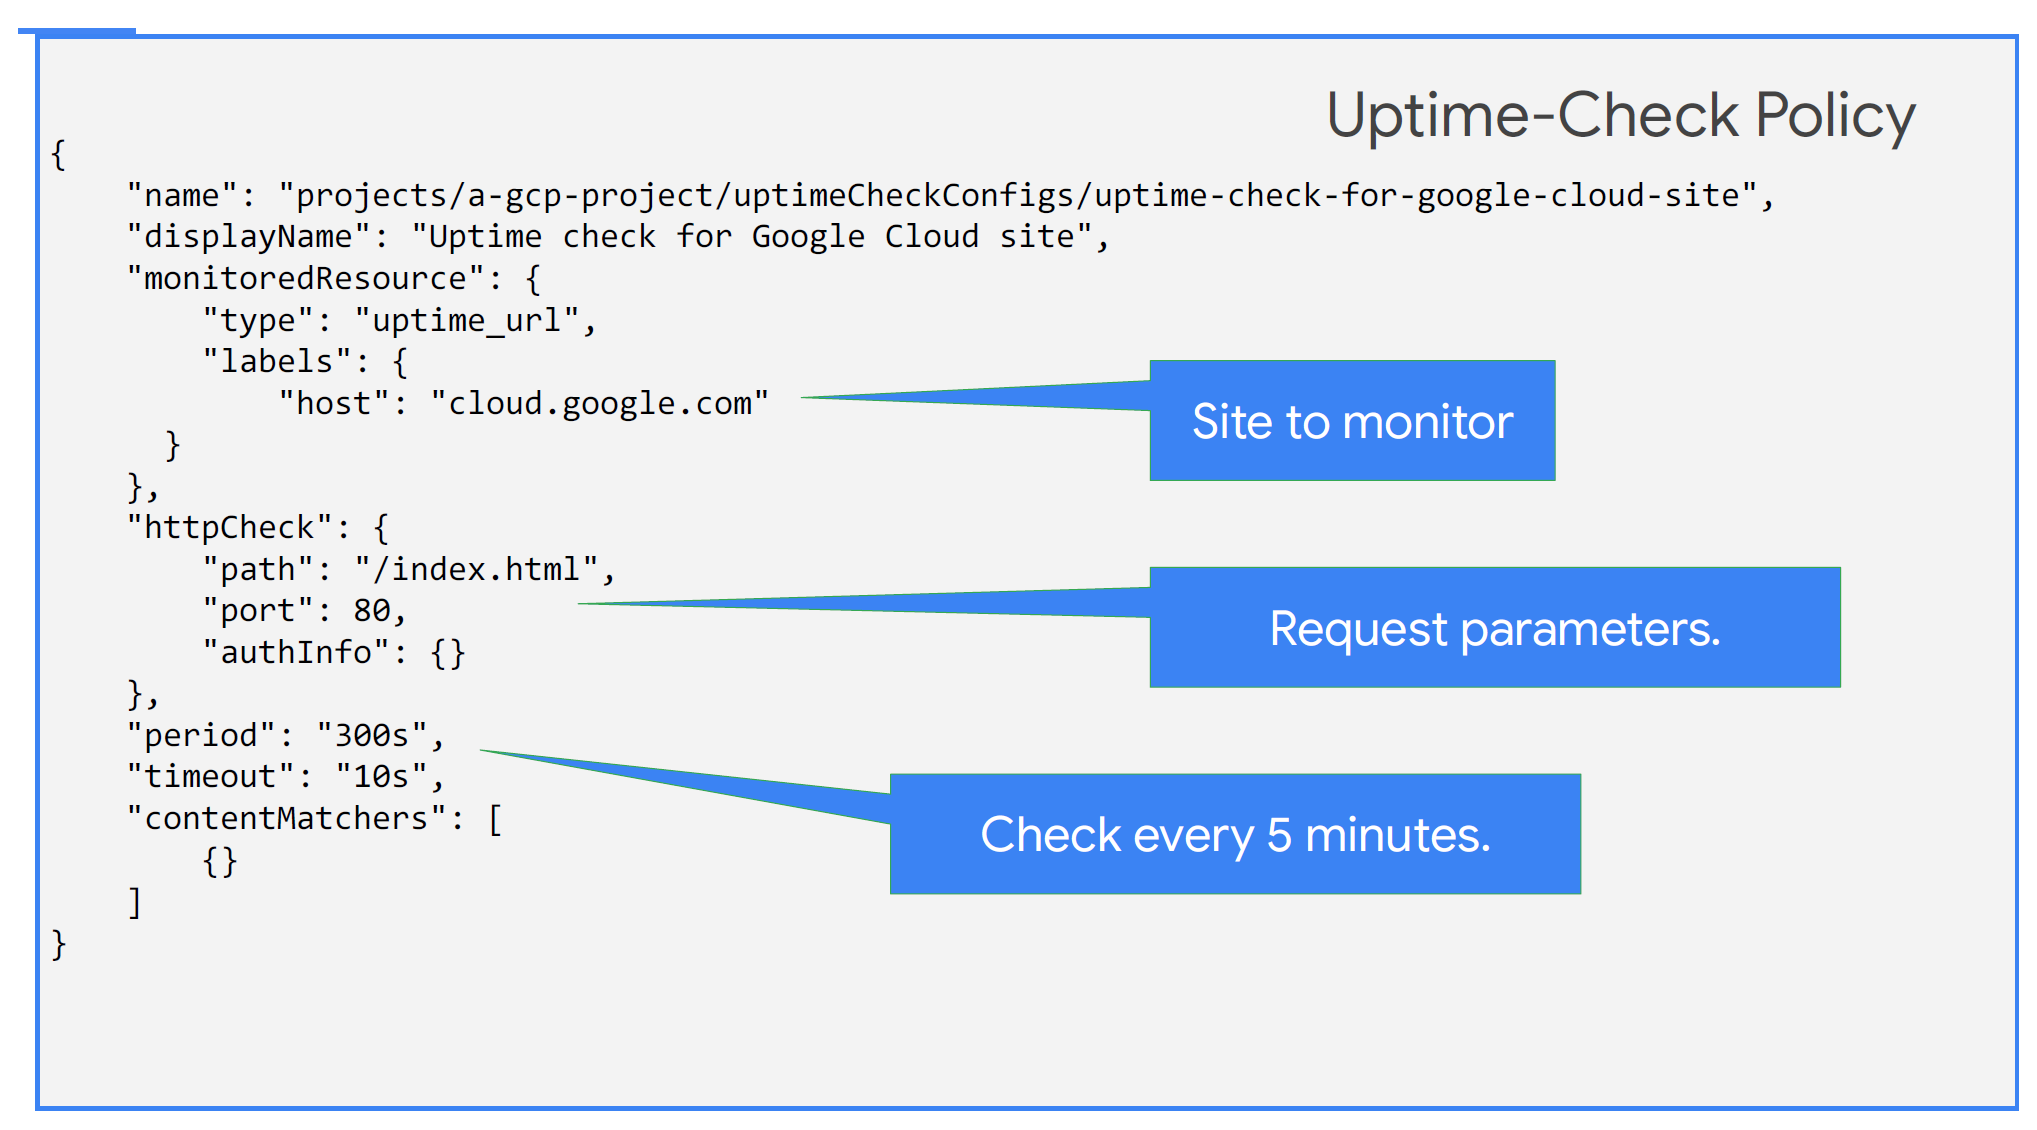 Uptime-Check Policy
{
"name": "projects/a-gcp-project/uptimeCheckConfigs/uptime-check-for-google-cloud-site",
"displayName": "Uptime check for Google Cloud site",
"monitoredResource": {
"type": "uptime_url",
"labels": {
"host": "cloud.google.com"
Site to monitor
}
},
"httpCheck": {
"path": "/index.html",
"port": 80,
Request parameters.
"authInfo": {}
},
"period": "300s",
"timeout": "10s",
"contentMatchers": [
Check every 5 minutes.
{}
]
}